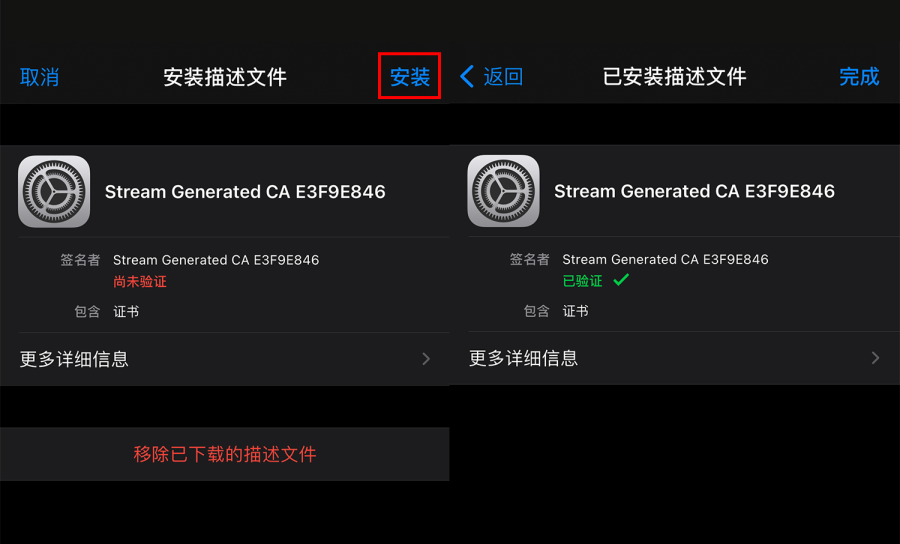 取消
安装描述文件
安装
Stream Generated CA E3F9E846
签名者 Stream Generated CA E3F9E846
尚未验证
包含 证书
更多详细信息
移除已下载的描述文件
返回
已安装描述文件
完成
Stream Generated CA E3F9E846
签名者 Stream Generated CA E3F9E846
已验证
包含 证书
更多详细信息